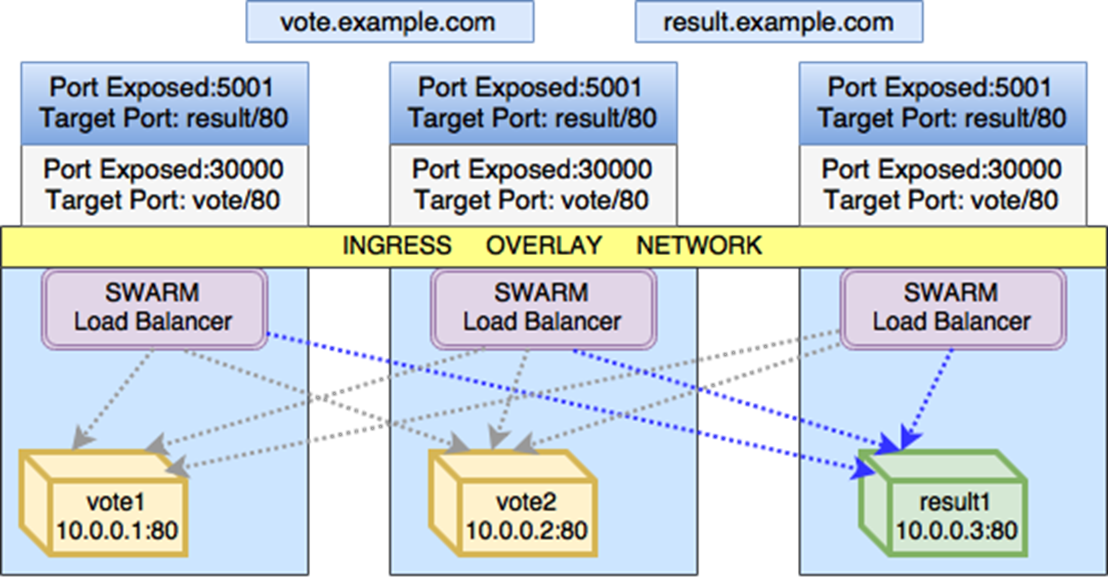 vote.example.com
result.example.com
Port Exposed:5001
Target Port: result/80
Port Exposed:30000
Target Port: vote/80
Port Exposed:5001
Target Port: result/80
Port Exposed:30000
Target Port: vote/80
Port Exposed:5001
Target Port: result/80
Port Exposed:30000
Target Port: vote/80
INGRESS OVERLAY NETWORK
SWARM
Load Balancer
SWARM
Load Balancer
SWARM
Load Balancer
vote1
10.0.0.1:80
vote2
10.0.0.2:80
result1
10.0.0.3:80